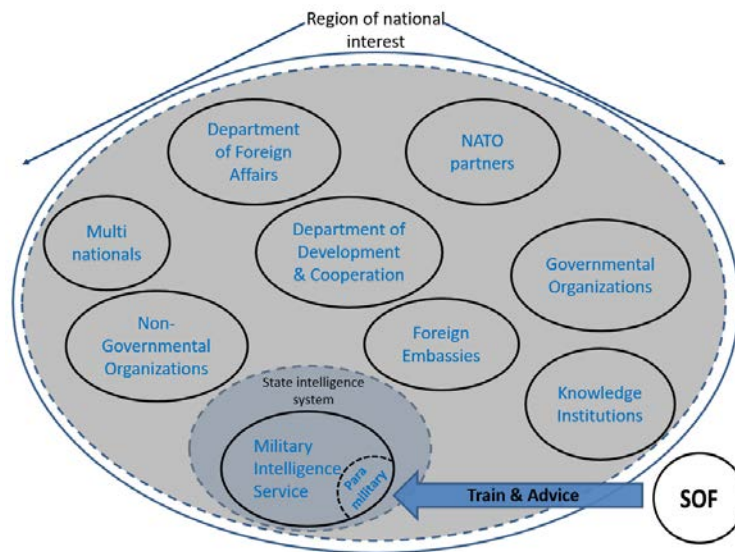 Region of national
interest
Department
of Foreign
Affairs
NATO
partners
Multi
nationals
Department of
Development
& Cooperation
Governmental
Organizations
Non-
Governmental
Organizations
Foreign
Embassies
State intelligence
system
Knowledge
Institutions
Military
Intelligence
Service
Para
military
Train & Advice
SOF